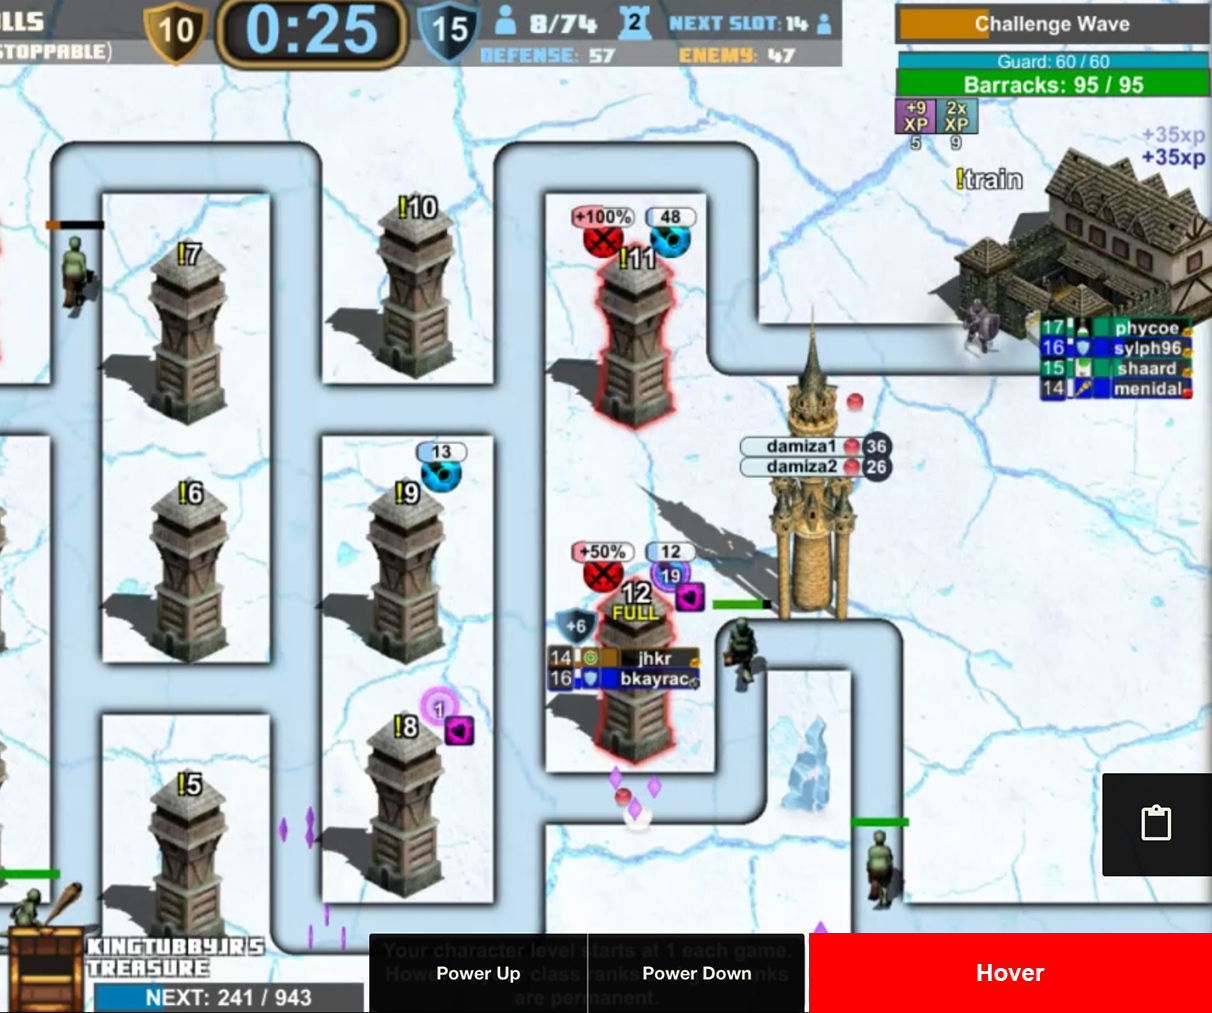 LLS
STOPPABLE)
10
0:25
15
8/74
2
NEXT SLOT: 14
DEFENSE: 57
ENEMY: 47
Challenge Wave
Guard: 60 / 60
Barracks: 95 / 95
+9 XP
5
2x XP
9
+35xp
+35xp
!train
!10
!7
+100%
48
!11
17 phycoe
16 sylph96
15 shaard
14 menidal
damiza1 36
damiza2 26
13
!9
!6
+50%
12
19
12
FULL
+6
14 jhkr
16 bkayrac
1
!8
!5
KINGTUBBYJR'S
TREASURE
NEXT: 241 / 943
Your character level starts at 1 each game.
class ranks
are permanent.
Power Up
Power Down
Hover